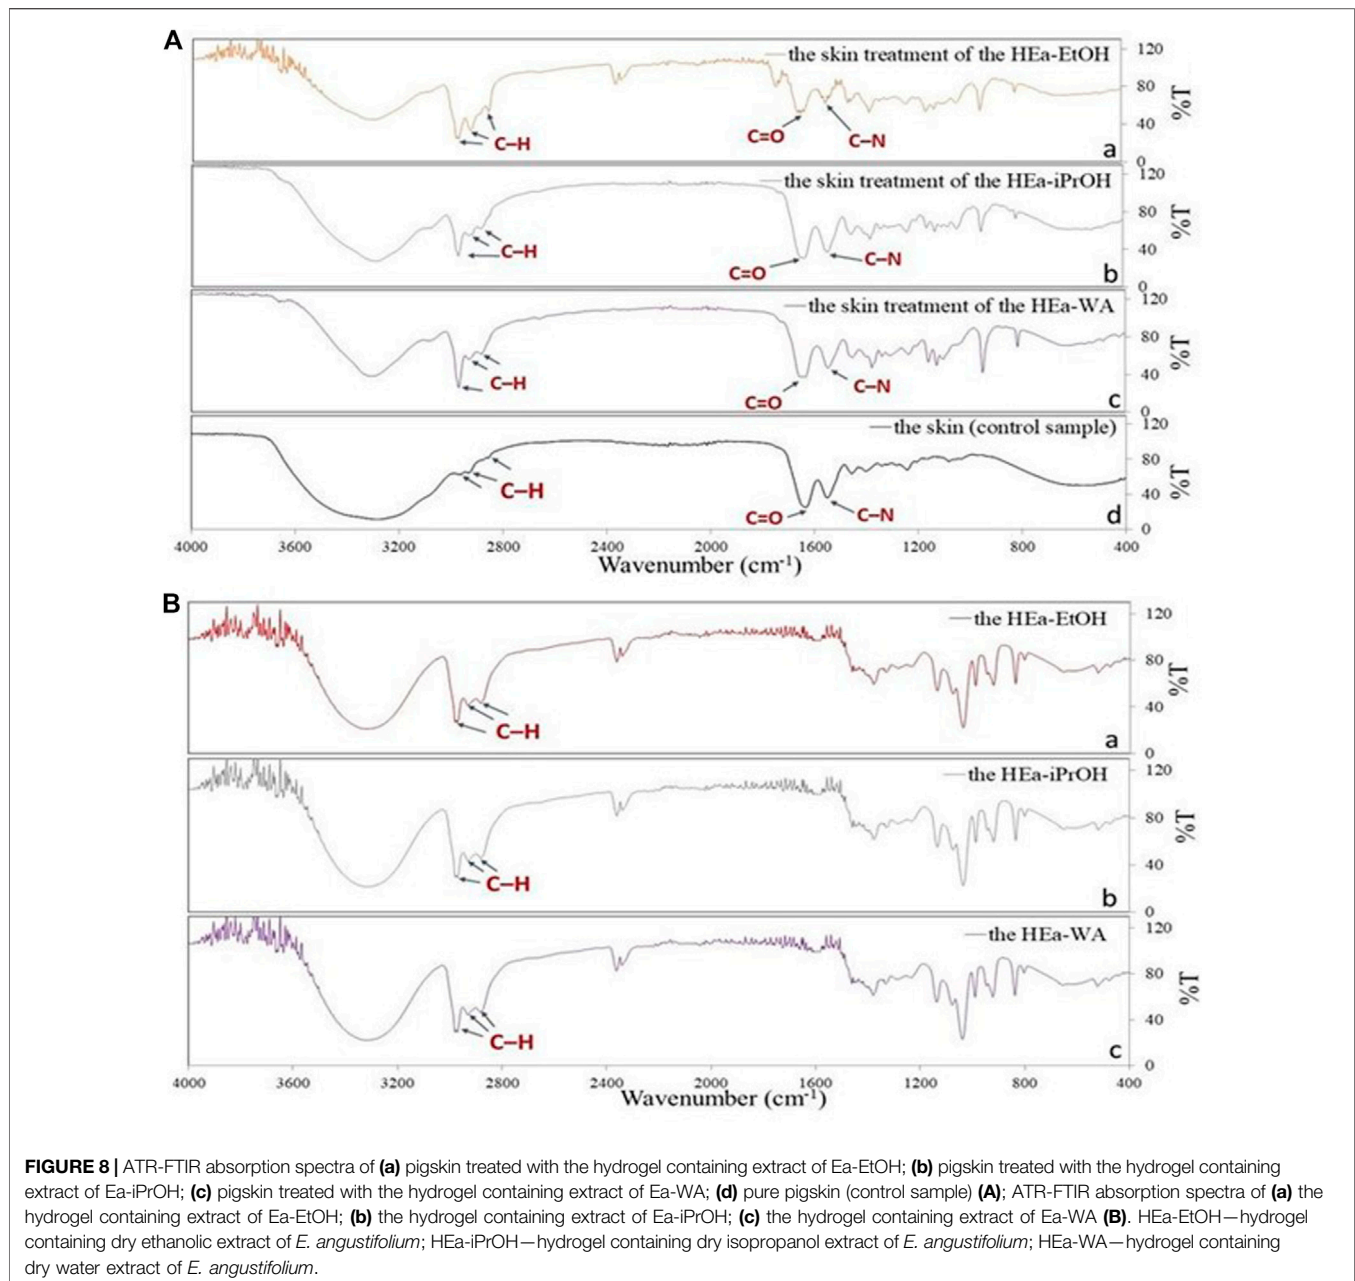 A
the skin treatment of the HEa-EtOH
120
80
40
0
T%
C–H
C=O
C–N
a
the skin treatment of the HEa-iPrOH
120
80
40
0
T%
C–H
C=O
C–N
b
the skin treatment of the HEa-WA
120
80
40
0
T%
C–H
C=O
C–N
c
the skin (control sample)
120
80
40
0
T%
C–H
C=O
C–N
d
4000 3600 3200 2800 2400 2000 1600 1200 800 400
Wavenumber (cm-1)
B
the HEa-EtOH
120
80
40
0
T%
C–H
a
the HEa-iPrOH
120
80
40
0
T%
C–H
b
the HEa-WA
120
80
40
0
T%
C–H
c
4000 3600 3200 2800 2400 2000 1600 1200 800 400
Wavenumber (cm-1)
FIGURE 8 | ATR-FTIR absorption spectra of (a) pigskin treated with the hydrogel containing extract of Ea-EtOH; (b) pigskin treated with the hydrogel containing
extract of Ea-iPrOH; (c) pigskin treated with the hydrogel containing extract of Ea-WA; (d) pure pigskin (control sample) (A); ATR-FTIR absorption spectra of (a) the
hydrogel containing extract of Ea-EtOH; (b) the hydrogel containing extract of Ea-iPrOH; (c) the hydrogel containing extract of Ea-WA (B). HEa-EtOH—hydrogel
containing dry ethanolic extract of E. angustifolium; HEa-iPrOH—hydrogel containing dry isopropanol extract of E. angustifolium; HEa-WA—hydrogel containing
dry water extract of E. angustifolium.